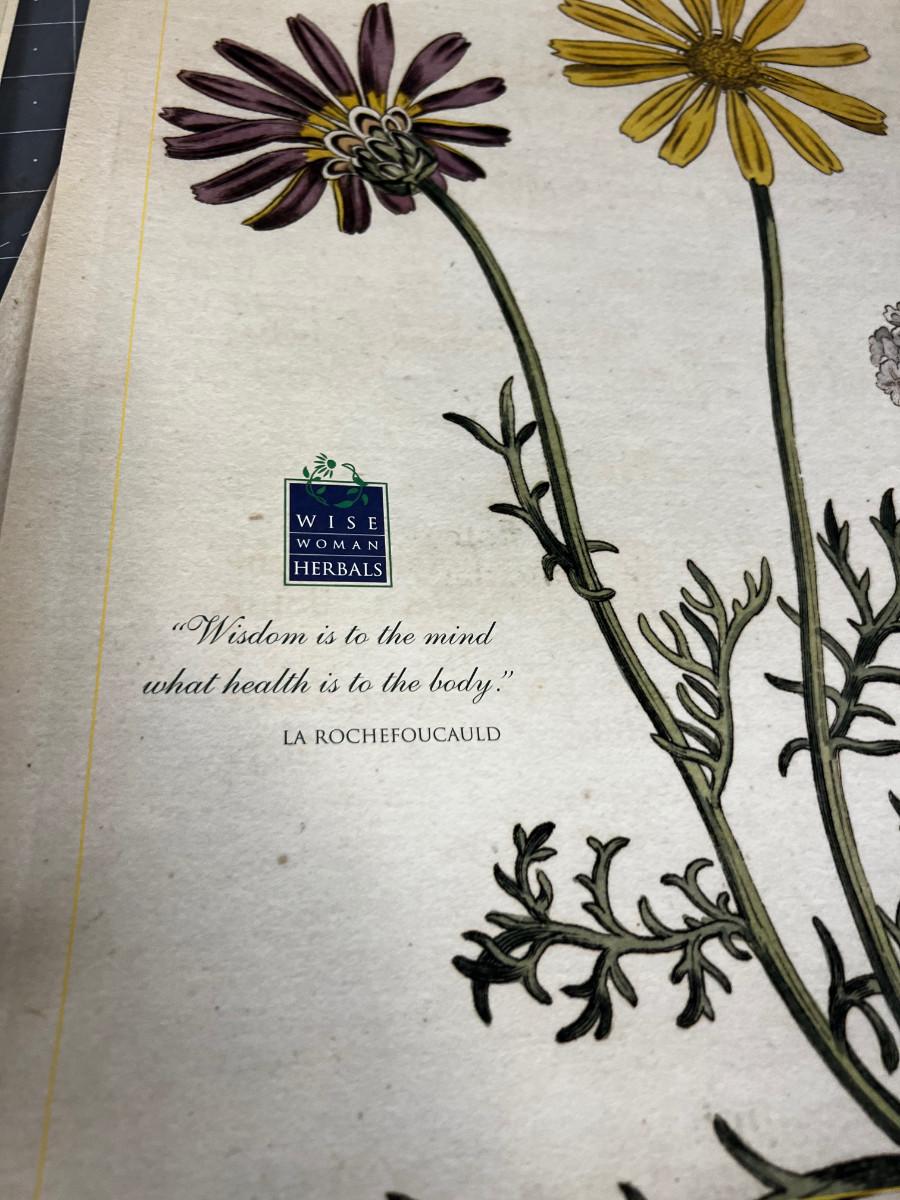 WISE
WOMAN
HERBALS
“Wisdom is to the mind
what health is to the body.”
LA ROCHEFOUCAULD